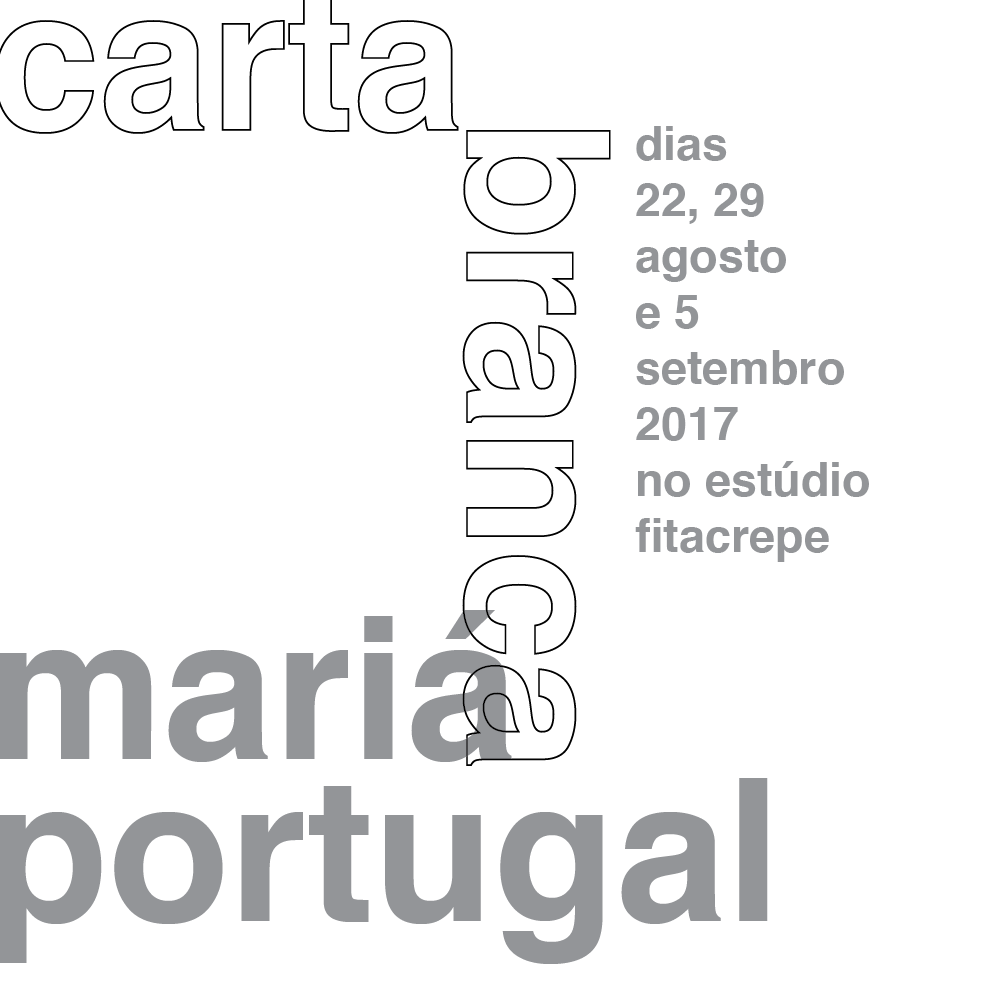 carta
branca
dias
22, 29
agosto
e 5
setembro
2017
no estúdio
fitacrepe
mariá
portugal